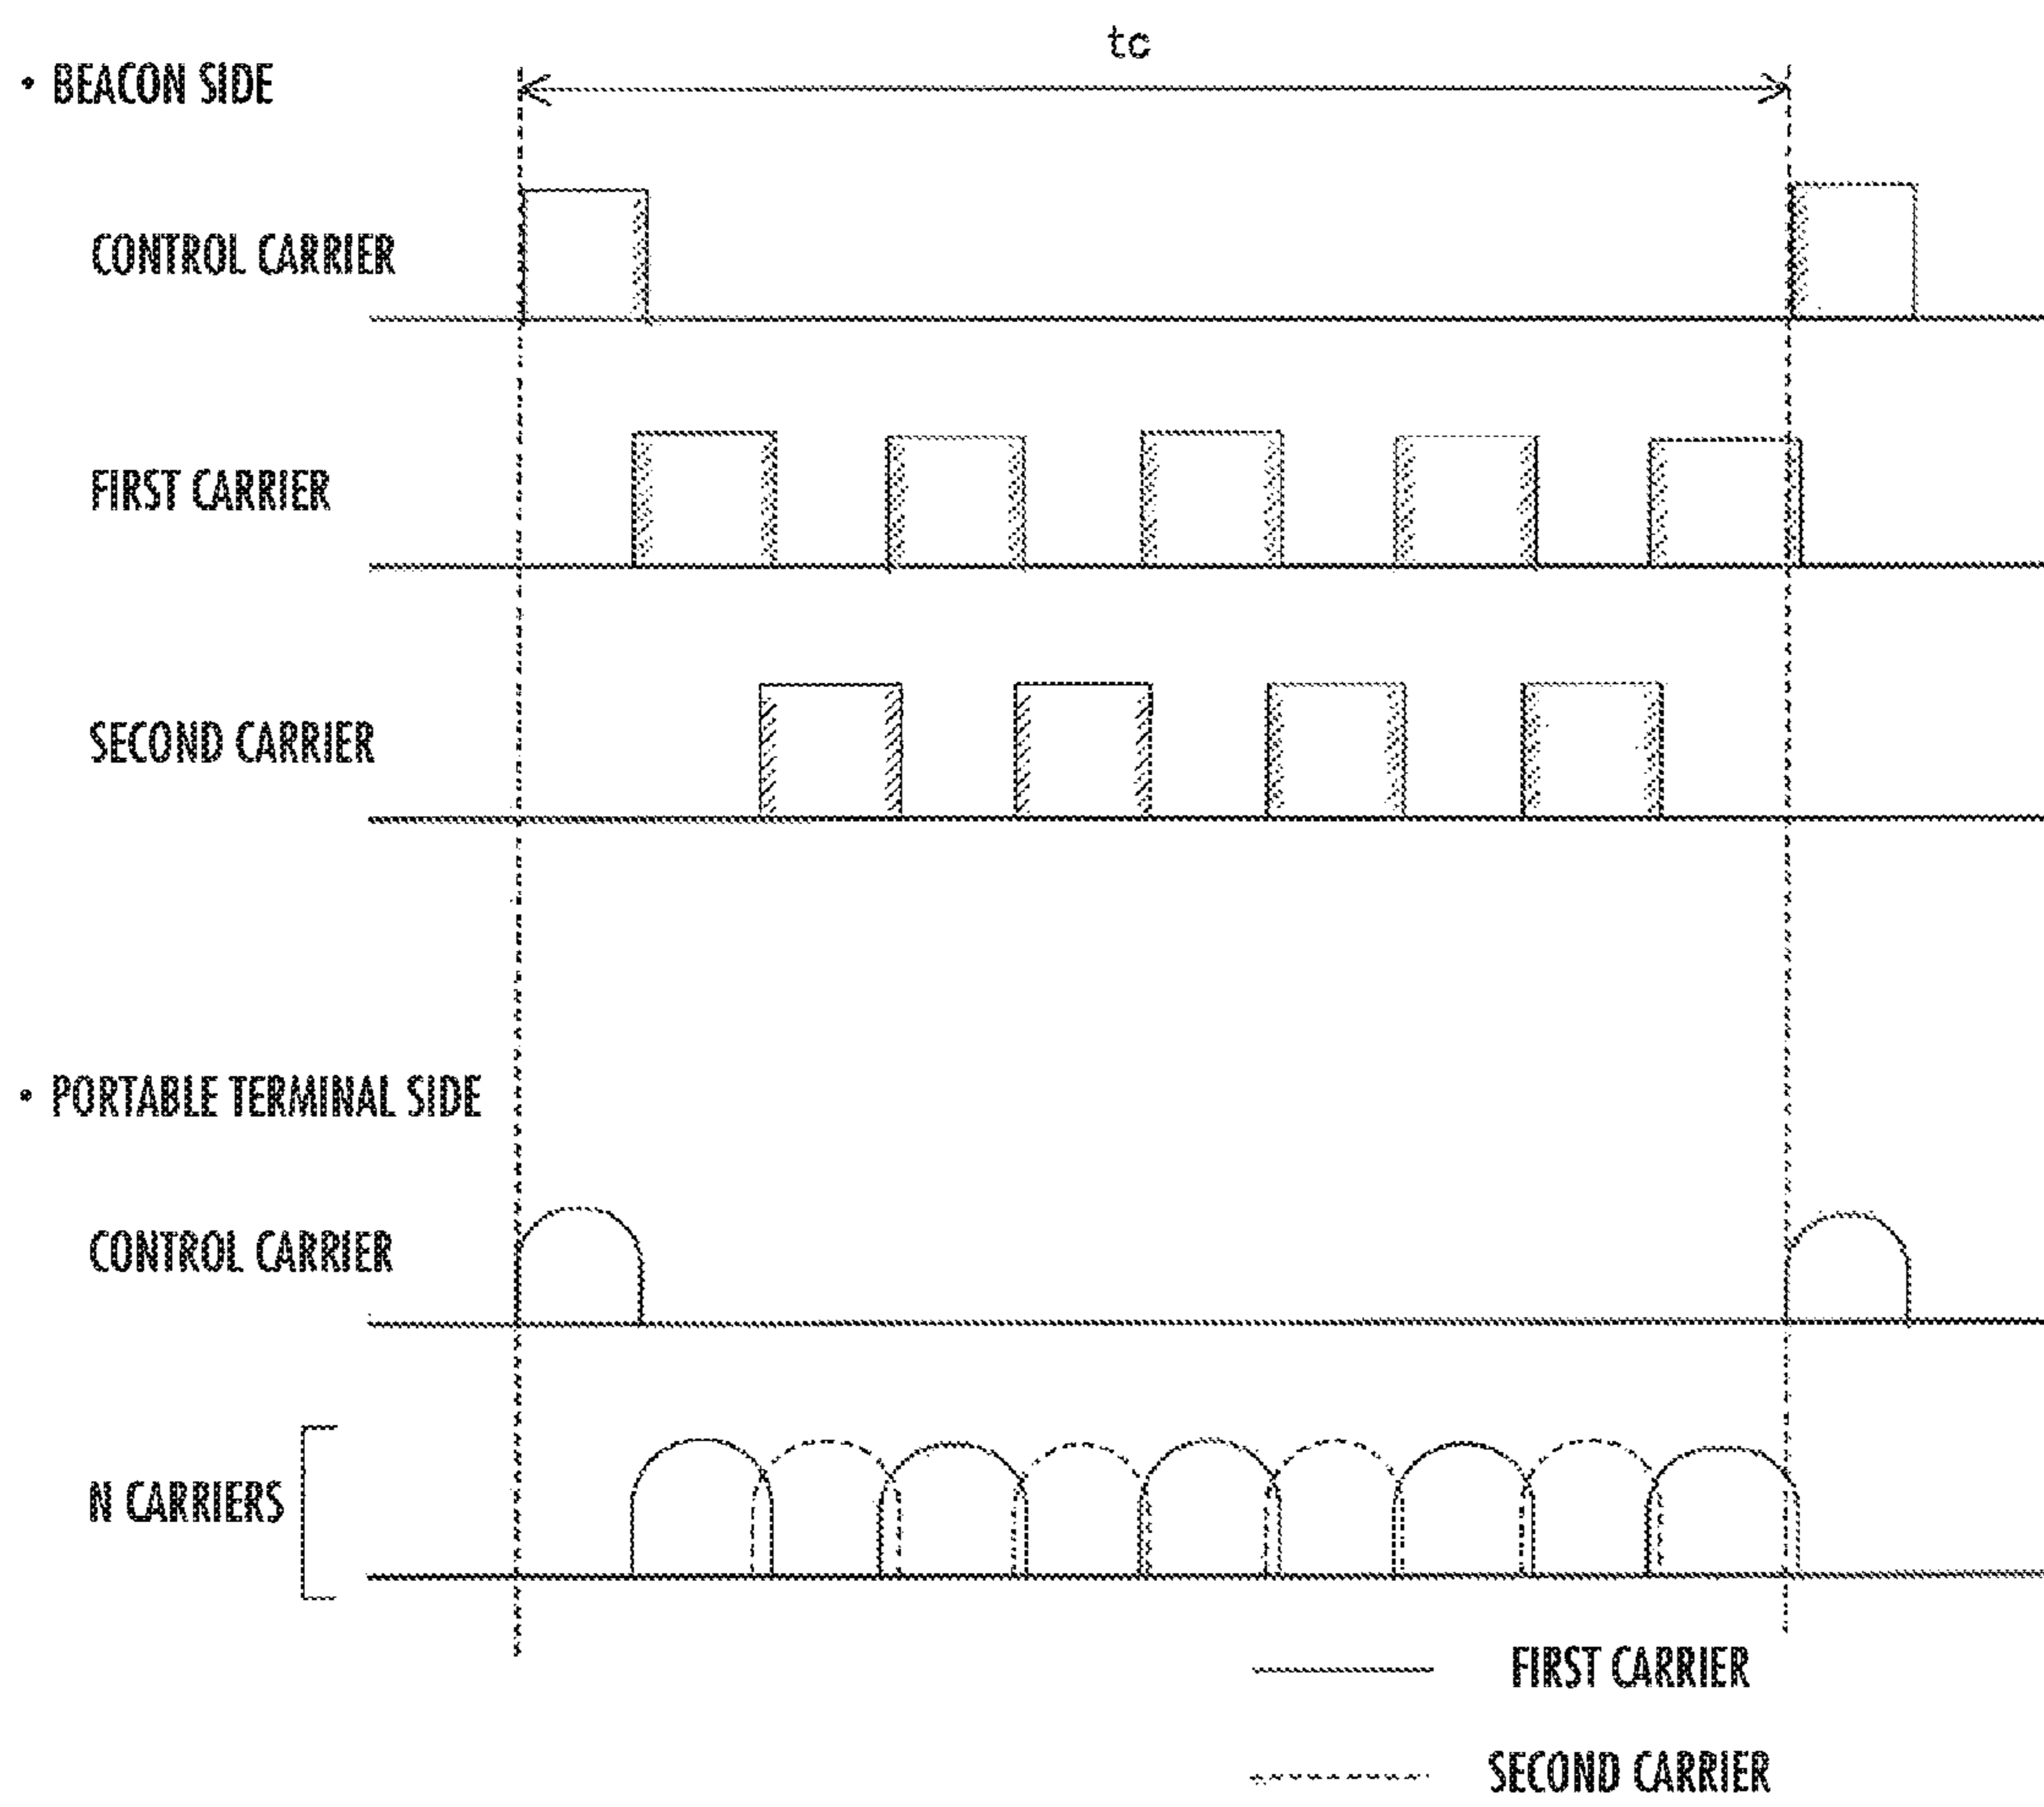 tc
• BEACON SIDE
CONTROL CARRIER
FIRST CARRIER
SECOND CARRIER
• PORTABLE TERMINAL SIDE
CONTROL CARRIER
N CARRIERS
FIRST CARRIER
SECOND CARRIER